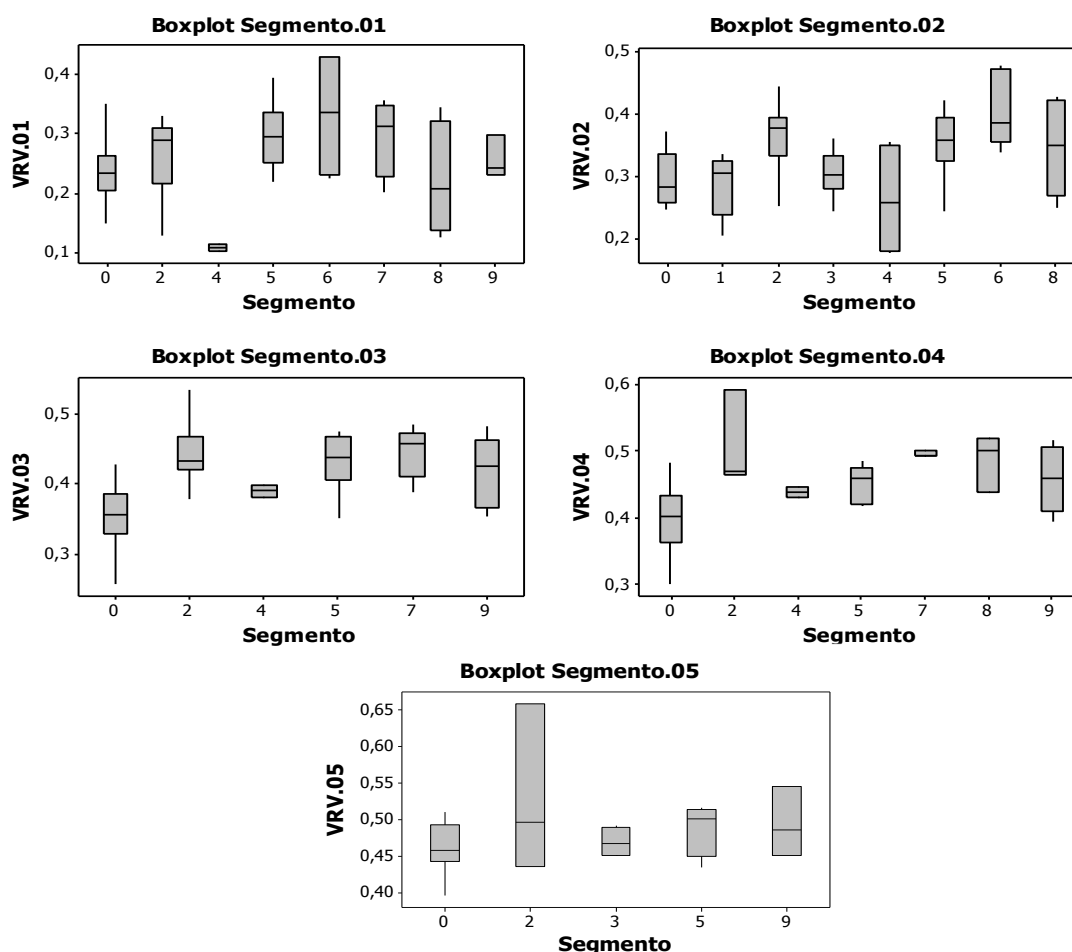 Boxplot Segmento.01
VRV.01
0,4
0,3
0,2
0,1
0 2 4 5 6 7 8 9
Segmento
Boxplot Segmento.02
VRV.02
0,5
0,4
0,3
0,2
0 1 2 3 4 5 6 8
Segmento
Boxplot Segmento.03
VRV.03
0,5
0,4
0,3
0 2 4 5 7 9
Segmento
Boxplot Segmento.04
VRV.04
0,6
0,5
0,4
0,3
0 2 4 5 7 8 9
Segmento
Boxplot Segmento.05
VRV.05
0,65
0,60
0,55
0,50
0,45
0,40
0 2 3 5 9
Segmento